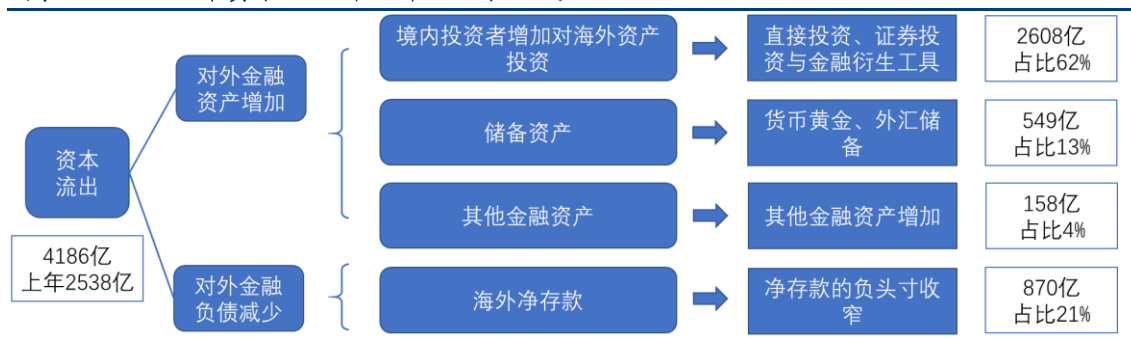 资本
流出
4186亿
上年2538亿
对外金融
资产增加
境内投资者增加对海外资产
投资
直接投资、证券投
资与金融衍生工具
2608亿
占比62%
储备资产
货币黄金、外汇储
备
549亿
占比13%
其他金融资产
其他金融资产增加
158亿
占比4%
对外金融
负债减少
海外净存款
净存款的负头寸收
窄
870亿
占比21%